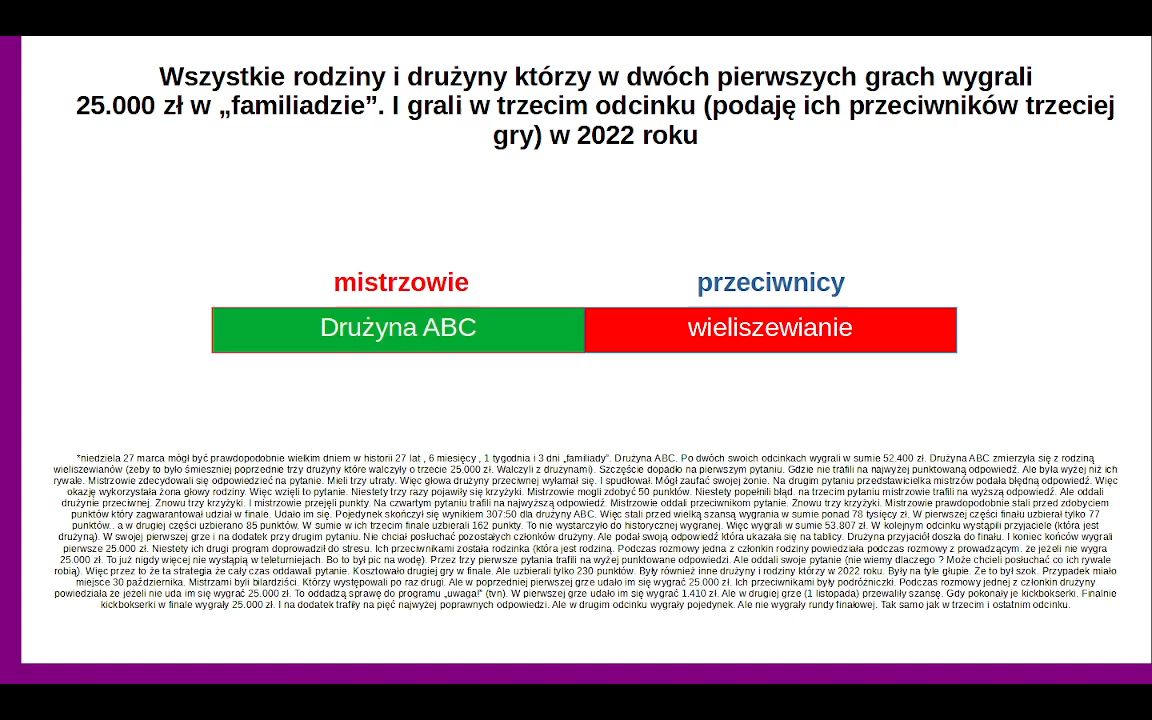 Wszystkie rodziny i drużyny którzy w dwóch pierwszych grach wygrali
25.000 zł w „familiadzie”. I grali w trzecim odcinku (podaję ich przeciwników trzeciej
gry) w 2022 roku
mistrzowie
przeciwnicy
Drużyna ABC
wieliszewianie
*niedziela 27 marca mógł być prawdopodobnie wielkim dniem w historii 27 lat , 6 miesięcy , 1 tygodnia i 3 dni „familiady”. Drużyna ABC. Po dwóch swoich odcinkach wygrali w sumie 52.400 zł. Drużyna ABC zmierzyła się z rodziną
wieliszewianów (żeby to było śmieszniej poprzednie trzy drużyny które walczyły o trzecie 25.000 zł. Walczyli z drużynami). Szczęście dopadło na pierwszym pytaniu. Gdzie nie trafili na najwyżej punktowaną odpowiedź. Ale była wyżej niż ich
rywale. Mistrzowie zdecydowali się odpowiedzieć na pytanie. Mieli trzy utraty. Więc głowa drużyny przeciwnej wyłamał się. I spudłował. Mógł zaufać swojej żonie. Na drugim pytaniu przedstawicielka mistrzów podała błędną odpowiedź. Więc
okazję wykorzystała żona głowy rodziny. Więc wzięli to pytanie. Niestety trzy razy pojawiły się krzyżyki. Mistrzowie mogli zdobyć 50 punktów. Niestety popełnili błąd. na trzecim pytaniu mistrzowie trafili na wyższą odpowiedź. Ale oddali
drużynie przeciwnej. Znowu trzy krzyżyki. I mistrzowie przejęli punkty. Na czwartym pytaniu trafili na najwyższą odpowiedź. Mistrzowie oddali przeciwnikom pytanie. Znowu trzy krzyżyki. Mistrzowie prawdopodobnie stali przed zdobyciem
punktów który zagwarantował udział w finale. Udało im się. Pojedynek skończył się wynikiem 307:50 dla drużyny ABC. Więc stali przed wielką szansą wygrania w sumie ponad 78 tysięcy zł. W pierwszej części finału uzbierał tylko 77
punktów.. a w drugiej części uzbierano 85 punktów. W sumie w ich trzecim finale uzbierali 162 punkty. To nie wystarczyło do historycznej wygranej. Więc wygrali w sumie 53.807 zł. W kolejnym odcinku wystąpili przyjaciele (która jest
drużyną). W swojej pierwszej grze i na dodatek przy drugim pytaniu. Nie chciał posłuchać pozostałych członków drużyny. Ale podał swoją odpowiedź która ukazała się na tablicy. Drużyna przyjaciół doszła do finału. I koniec końców wygrali
pierwsze 25.000 zł. Niestety ich drugi program doprowadził do stresu. Ich przeciwnikami została rodzinka (która jest rodziną. Podczas rozmowy jedna z członkin rodziny powiedziała podczas rozmowy z prowadzącym. że jeżeli nie wygra
25.000 zł. To już nigdy więcej nie wystąpią w teleturniejach. Bo to był pic na wodę). Przez trzy pierwsze pytania trafili na wyżej punktowane odpowiedzi. Ale oddali swoje pytanie (nie wiemy dlaczego ? Może chcieli posłuchać co ich rywale
robią). Więc przez to że ta strategia że cały czas oddawali pytanie. Kosztowało drugiej gry w finale. Ale uzbierali tylko 230 punktów. Były również inne drużyny i rodziny którzy w 2022 roku. Były na tyle głupie. Ze to był szok. Przypadek miało
miejsce 30 października. Mistrzami byli bilardziści. Którzy występowali po raz drugi. Ale w poprzedniej pierwszej grze udało im się wygrać 25.000 zł. Ich przeciwnikami były podróżniczki. Podczas rozmowy jednej z członkin drużyny
powiedziała że jeżeli nie uda im się wygrać 25.000 zł. To oddadzą sprawę do programu „uwaga!” (tvn). W pierwszej grze udało im się wygrać 1.410 zł. Ale w drugiej grze (1 listopada) przewaliły szansę. Gdy pokonały je kickbokserki. Finalnie
kickbokserki w finale wygrały 25.000 zł. I na dodatek trafiły na pięć najwyżej poprawnych odpowiedzi. Ale w drugim odcinku wygrały pojedynek. Ale nie wygrały rundy finałowej. Tak samo jak w trzecim i ostatnim odcinku.